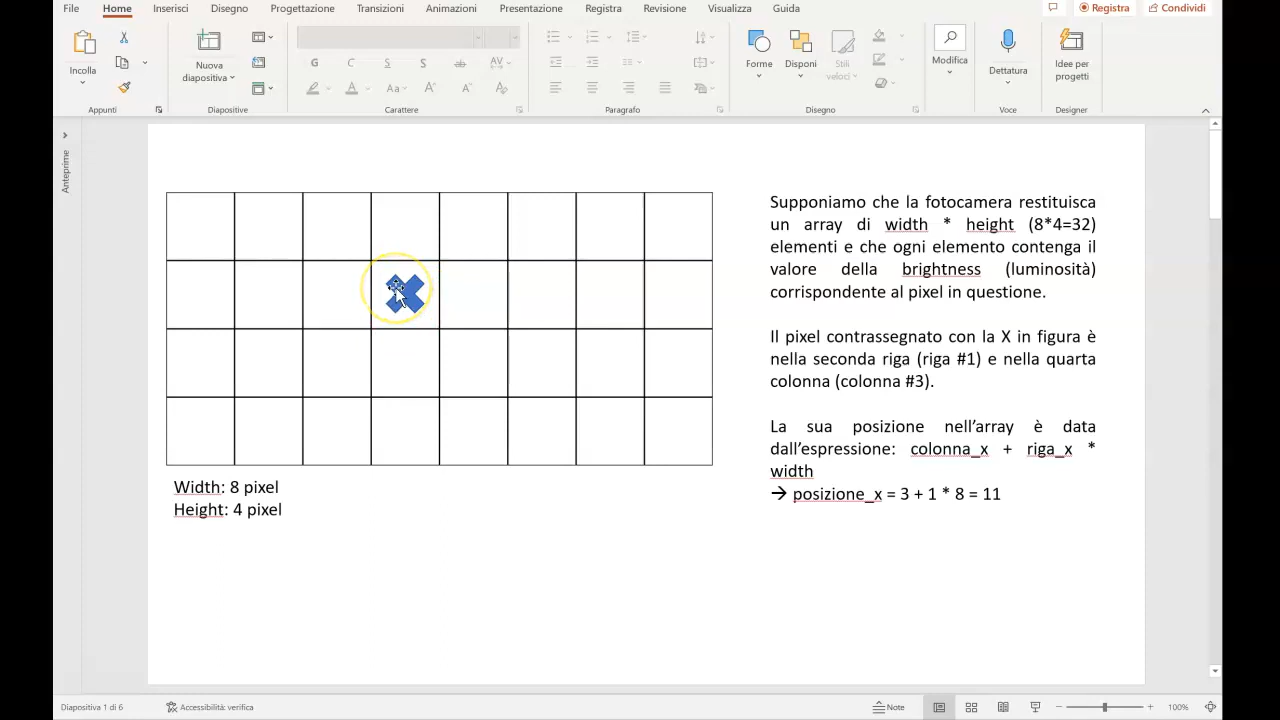 File Home Inserisci Disegno Progettazione Transizioni Animazioni Presentazione Registra Revisione Visualizza Guida Registra Condividi
Incolla
Nuova
diapositiva
G C S S ab AV
Aa A A
Forme
Disponi
Stili
veloci
Modifica
Dettatura
Idee per
progetti
Appunti Diapositive Carattere Paragrafo Disegno Voce Designer
Anteprime
Supponiamo che la fotocamera restituisca
un array di width * height (8*4=32)
elementi e che ogni elemento contenga il
valore della brightness (luminosità)
corrispondente al pixel in questione.
Il pixel contrassegnato con la X in figura è
nella seconda riga (riga #1) e nella quarta
colonna (colonna #3).
La sua posizione nell'array è data
dall'espressione: colonna_x + riga_x *
width
→ posizione_x = 3 + 1 * 8 = 11
Width: 8 pixel
Height: 4 pixel
Diapositiva 1 di 6 Accessibilità: verifica Note 100%